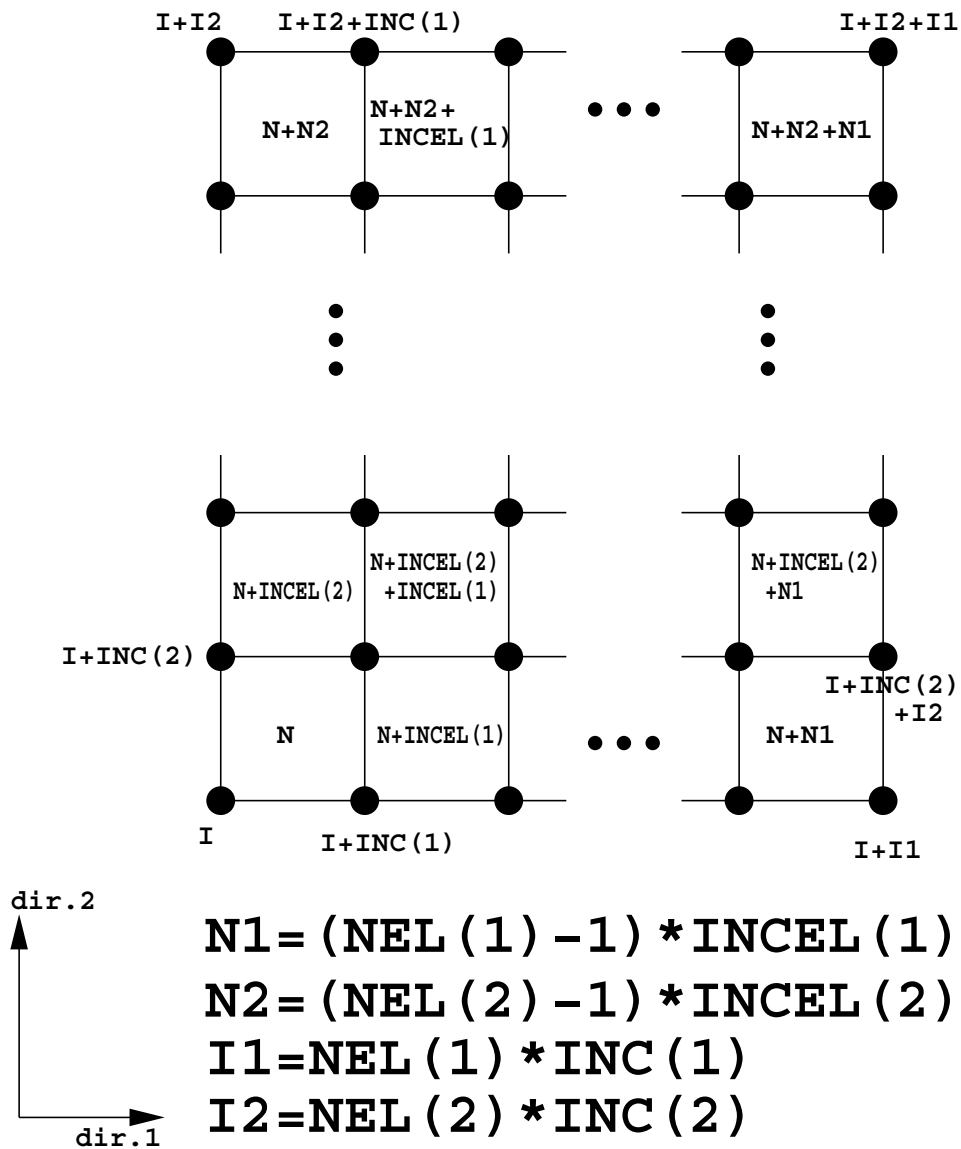 I+I2 I+I2+INC(1) I+I2+I1
N+N2
N+N2+
INCEL(1)
N+N2+N1
N+INCEL(2)
N+INCEL(2)
+INCEL(1)
N+INCEL(2)
+N1
I+INC(2)
I+INC(2)
+I2
N
N+INCEL(1)
N+N1
I
I+INC(1)
I+I1
dir.2
N1=(NEL(1)-1)*INCEL(1)
N2=(NEL(2)-1)*INCEL(2)
I1=NEL(1)*INC(1)
I2=NEL(2)*INC(2)
dir.1